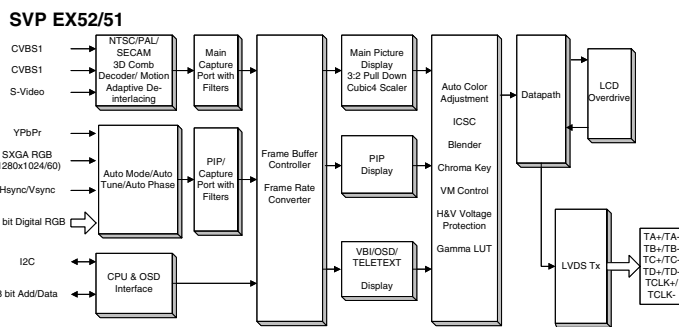 SVP EX52/51
CVBS1
CVBS1
S-Video
NTSC/PAL/
SECAM
3D Comb
Decoder/ Motion
Adaptive De-
interlacing
Main
Capture
Port with
Filters
YPbPr
SXGA RGB
1280x1024/60)
Hsync/Vsync
bit Digital RGB
Auto Mode/Auto
Tune/Auto Phase
PIP/
Capture
Port with
Filters
I2C
bit Add/Data
CPU & OSD
Interface
Frame Buffer
Controller
Frame Rate
Converter
Main Picture
Display
3:2 Pull Down
Cubic4 Scaler
PIP
Display
VBI/OSD/
TELETEXT
Display
Auto Color
Adjustment
ICSC
Blender
Chroma Key
VM Control
H&V Voltage
Protection
Gamma LUT
Datapath
LCD
Overdrive
LVDS Tx
TA+/TA-
TB+/TB-
TC+/TC-
TD+/TD-
TCLK+/
TCLK-